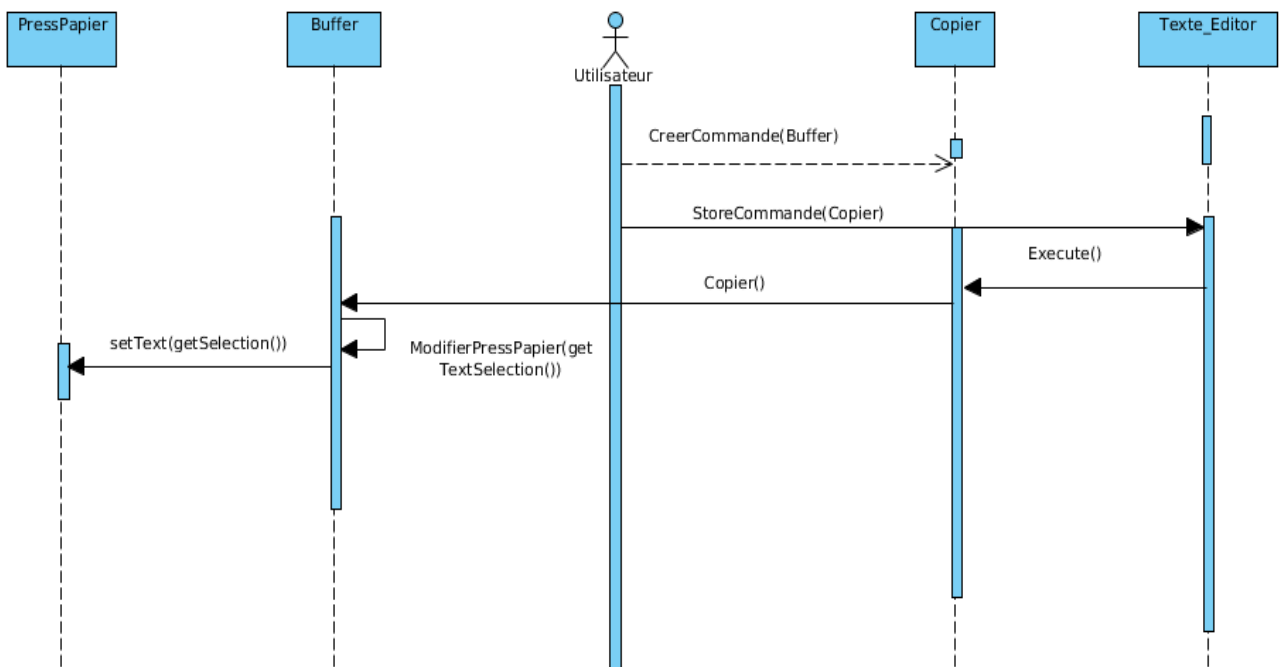 PressPapier
Buffer
Utilisateur
Copier
Texte_Editor
CreerCommande(Buffer)
StoreCommande(Copier)
Execute()
Copier()
setText(getSelection())
ModifierPressPapier(get
TextSelection())